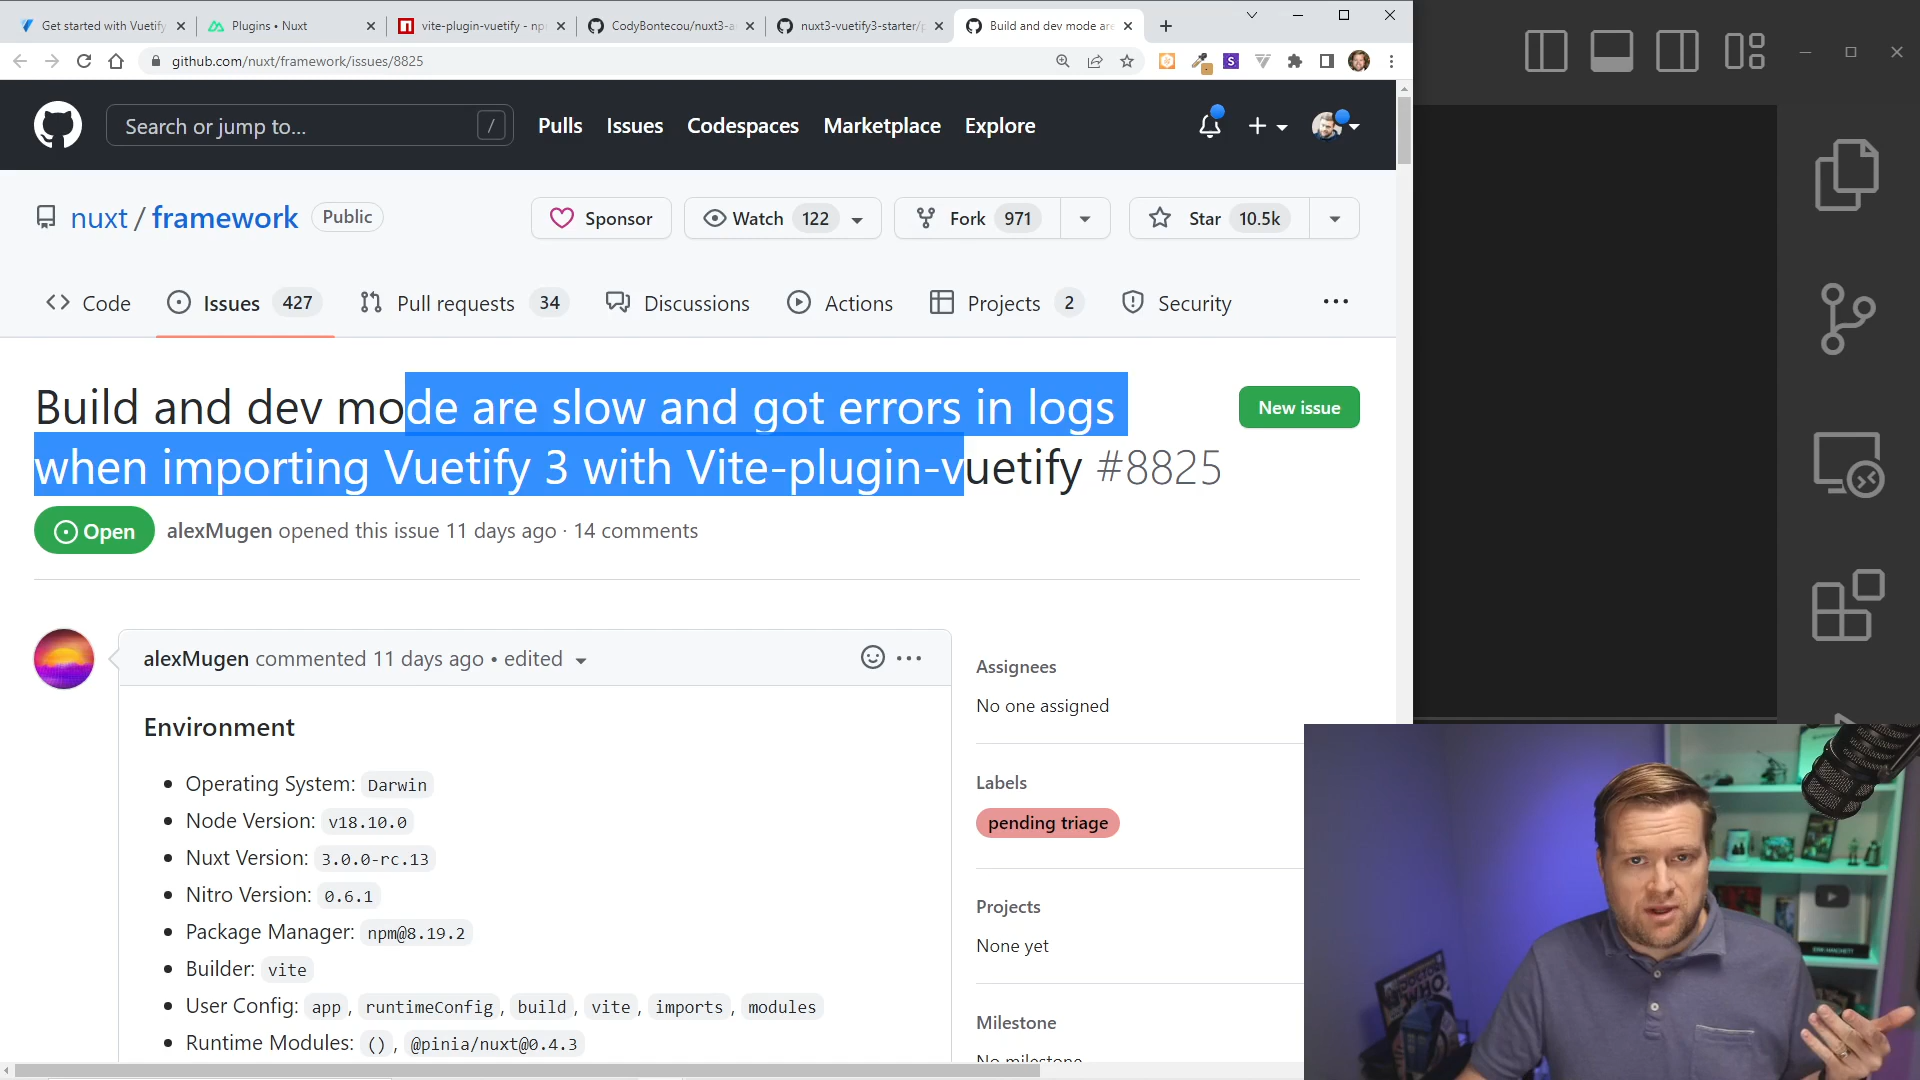 Get started with Vuetify
Plugins • Nuxt
vite-plugin-vuetify - np
CodyBontecou/nuxt3-a
nuxt3-vuetify3-starter/p
Build and dev mode are
github.com/nuxt/framework/issues/8825
Search or jump to...
/
Pulls
Issues
Codespaces
Marketplace
Explore
nuxt / framework
Public
Sponsor
Watch 122
Fork 971
Star 10.5k
Code
Issues 427
Pull requests 34
Discussions
Actions
Projects 2
Security
Build and dev mode are slow and got errors in logs
when importing Vuetify 3 with Vite-plugin-vuetify #8825
New issue
Open
alexMugen opened this issue 11 days ago · 14 comments
alexMugen commented 11 days ago • edited
Environment
Operating System: Darwin
Node Version: v18.10.0
Nuxt Version: 3.0.0-rc.13
Nitro Version: 0.6.1
Package Manager: npm@8.19.2
Builder: vite
User Config: app, runtimeConfig, build, vite, imports, modules
Runtime Modules: (), @pinia/nuxt@0.4.3
Assignees
No one assigned
Labels
pending triage
Projects
None yet
Milestone
No milestone